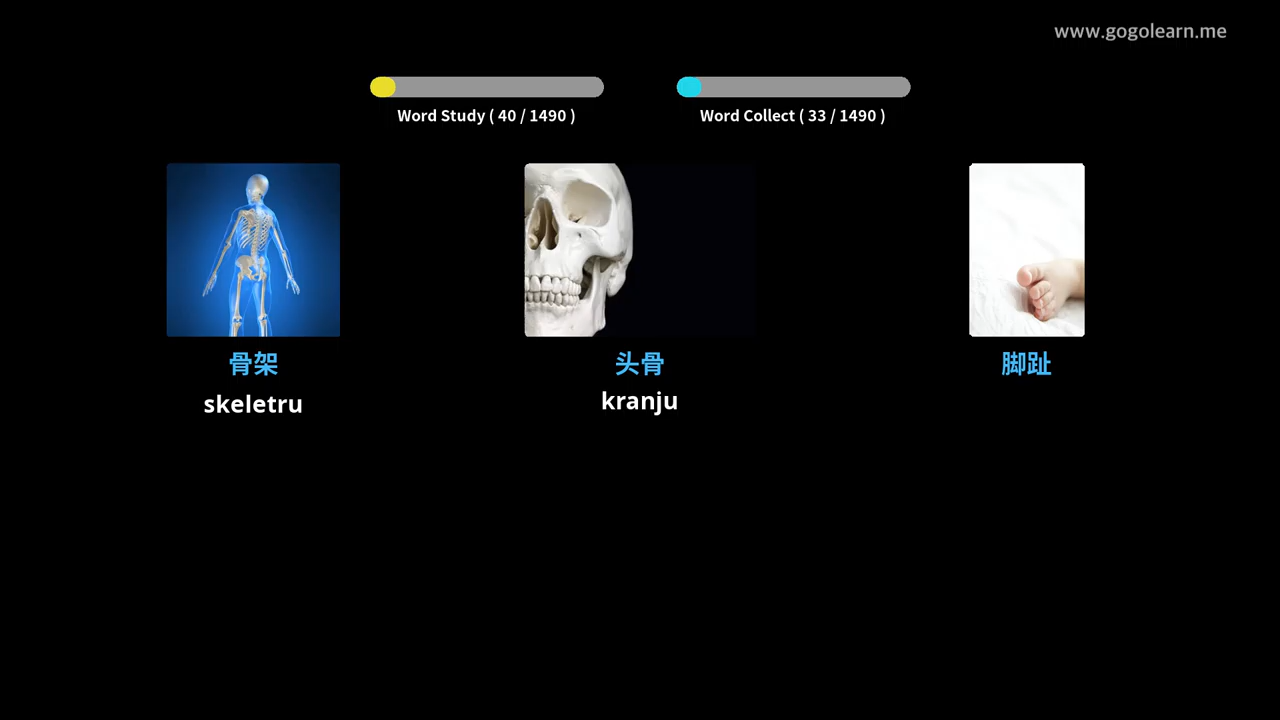 www.gogolearn.me
Word Study ( 40 / 1490 )
Word Collect ( 33 / 1490 )
骨架
头骨
脚趾
skeletru
kranju